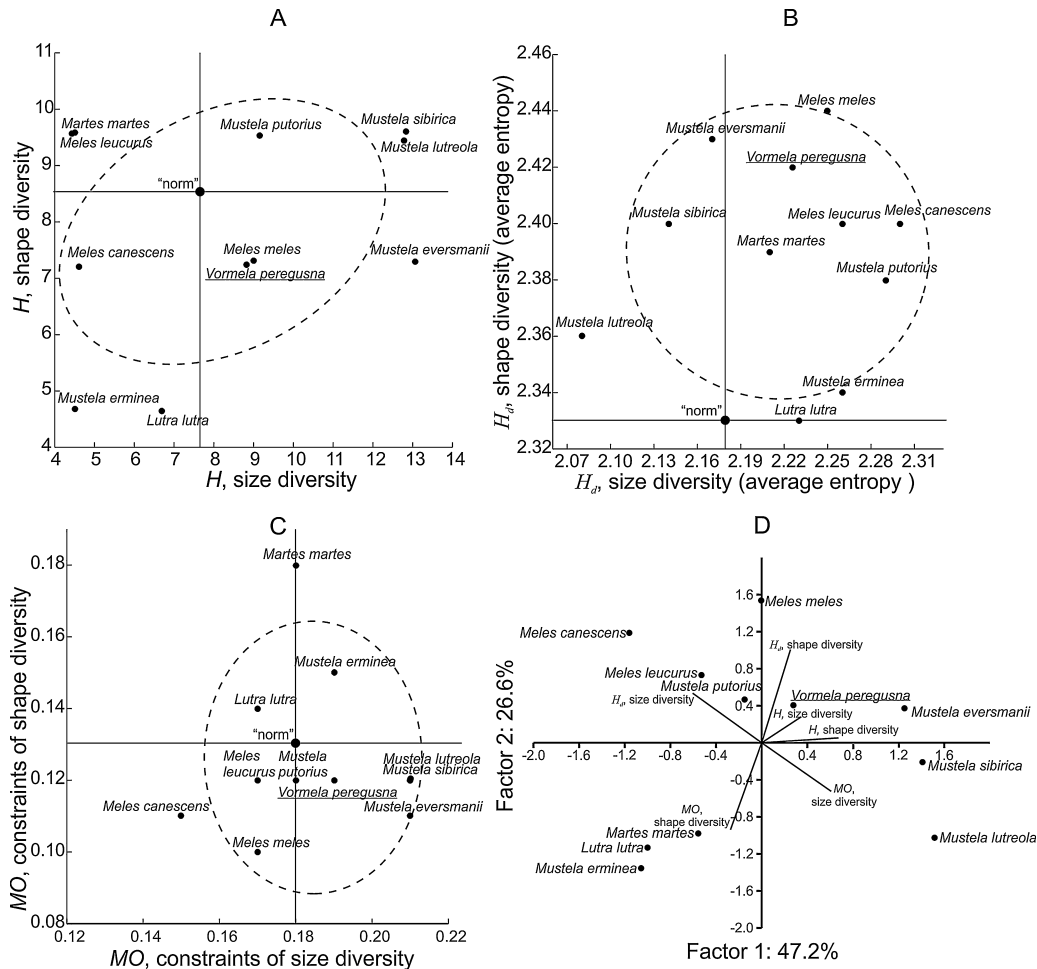 A
11
10
9
8
7
6
5
4
H, shape diversity
Martes martes
Meles leucurus
Mustela putorius
Mustela sibirica
Mustela lutreola
"norm"
Meles canescens
Meles meles
Vormela peregusna
Mustela eversmanii
Mustela erminea
Lutra lutra
4 5 6 7 8 9 10 11 12 13 14
H, size diversity
B
2.46
2.44
2.42
2.40
2.38
2.36
2.34
2.32
Hd, shape diversity (average entropy)
Meles meles
Mustela eversmanii
Vormela peregusna
Mustela sibirica
Meles leucurus
Meles canescens
Martes martes
Mustela putorius
Mustela lutreola
Mustela erminea
"norm"
Lutra lutra
2.07 2.10 2.13 2.16 2.19 2.22 2.26 2.28 2.31
Hd, size diversity (average entropy )
C
0.18
0.16
0.14
0.12
0.10
0.08
MO, constraints of shape diversity
Martes martes
Mustela erminea
Lutra lutra
"norm"
Meles
leucurus
Mustela
putorius
Mustela lutreola
Mustela sibirica
Vormela peregusna
Meles canescens
Mustela eversmanii
Meles meles
0.12 0.14 0.16 0.18 0.20 0.22
MO, constraints of size diversity
D
1.6
1.2
0.8
0.4
-0.4
-0.8
-1.2
-1.6
-2.0
Factor 2: 26.6%
Meles meles
Meles canescens
Hd, shape diversity
Meles leucurus
Mustela putorius
Hd, size diversity
Vormela peregusna
H, size diversity
Mustela eversmanii
H, shape diversity
-2.0 -1.6 -1.2 -0.8 -0.4 0.4 0.8 1.2 1.6
Mustela sibirica
MO,
size diversity
MO,
shape diversity
Martes martes
Mustela lutreola
Lutra lutra
Mustela erminea
Factor 1: 47.2%